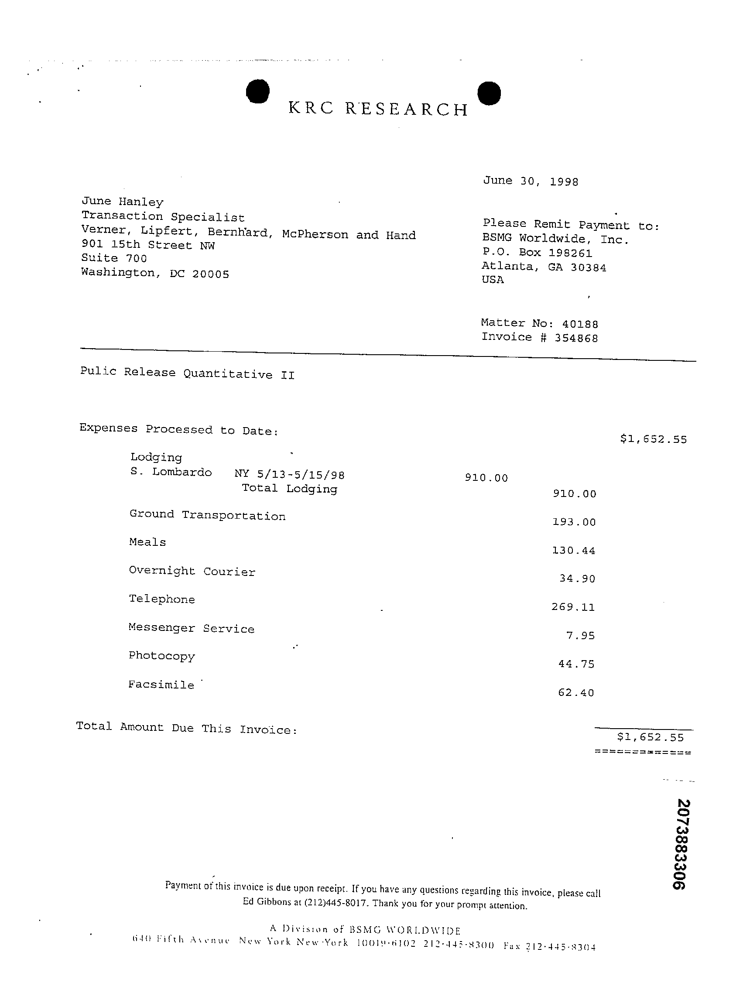 KRC RESEARCH
June 30, 1998
June Hanley
Transaction Specialist
Verner, Lipfert, Bernhard, McPherson and Hand
901 15th Street NW
Suite 700
Washington, DC 20005
Please Remit Payment to:
BSMG Worldwide, Inc.
P.O. Box 198261
Atlanta, GA 30384
USA
Matter No: 40188
Invoice # 354868
Pulic Release Quantitative II
Expenses Processed to Date: $1,652.55
Lodging
S. Lombardo NY 5/13-5/15/98 910.00
Total Lodging 910.00
Ground Transportation 193.00
Meals 130.44
Overnight Courier 34.90
Telephone 269.11
Messenger Service 7.95
Photocopy 44.75
Facsimile 62.40
Total Amount Due This Invoice: $1,652.55
=============
2073883306
Payment of this invoice is due upon receipt. If you have any questions regarding this invoice, please call
Ed Gibbons at (212)445-8017. Thank you for your prompt attention.
A Division of BSMG WORLDWIDE
640 Fifth Avenue New York New York 10019-6102 212-445-8300 Fax 212-445-8304